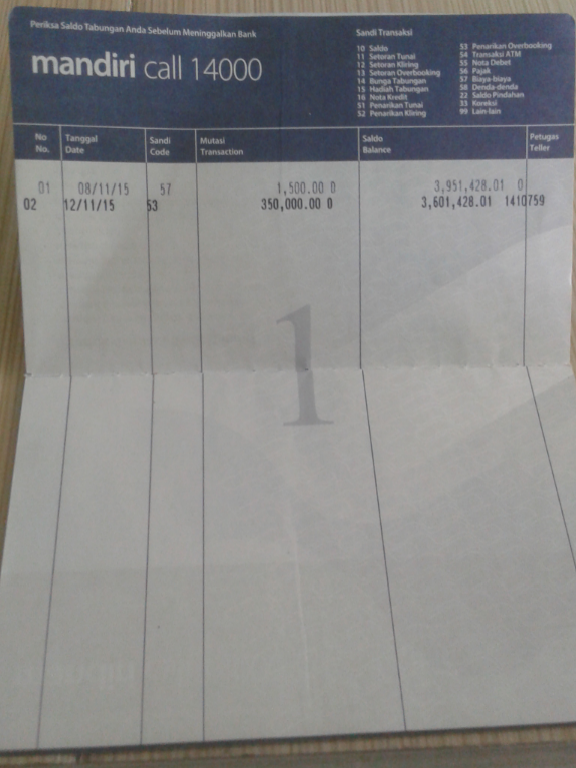 Periksa Saldo Tabungan Anda Sebelum Meninggalkan Bank
mandiri call 14000
Sandi Transaksi
10 Saldo
11 Setoran Tunai
12 Setoran Kliring
13 Setoran Overbooking
14 Bunga Tabungan
15 Hadiah Tabungan
16 Nota Kredit
51 Penarikan Tunai
52 Penarikan Kliring
53 Penarikan Overbooking
54 Transaksi ATM
55 Nota Debet
56 Pajak
57 Biaya-biaya
58 Denda-denda
22 Saldo Pindahan
33 Koreksi
99 Lain-lain
No Tanggal Sandi Mutasi Saldo Petugas
No. Date Code Transaction Balance Teller
01 08/11/15 57 1,500.00 D 3,951,428.01 0
02 12/11/15 53 350,000.00 D 3,601,428.01 1410759
1